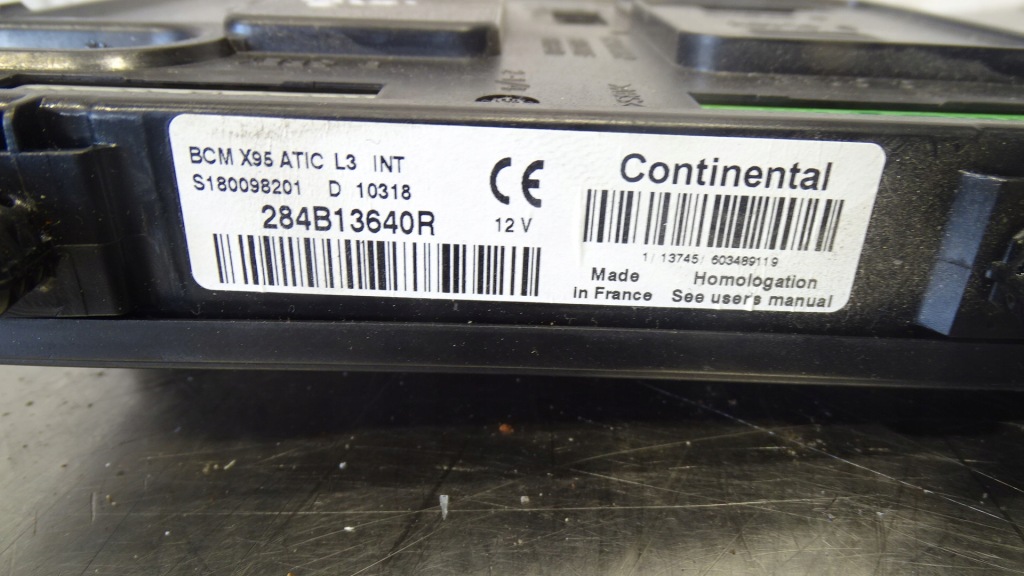 BCM X95 ATIC L3 INT
S180098201 D 10318
284B13640R
CE
12 V
Continental
1/ 13745/ 603489119
Made
in France
Homologation
See user's manual